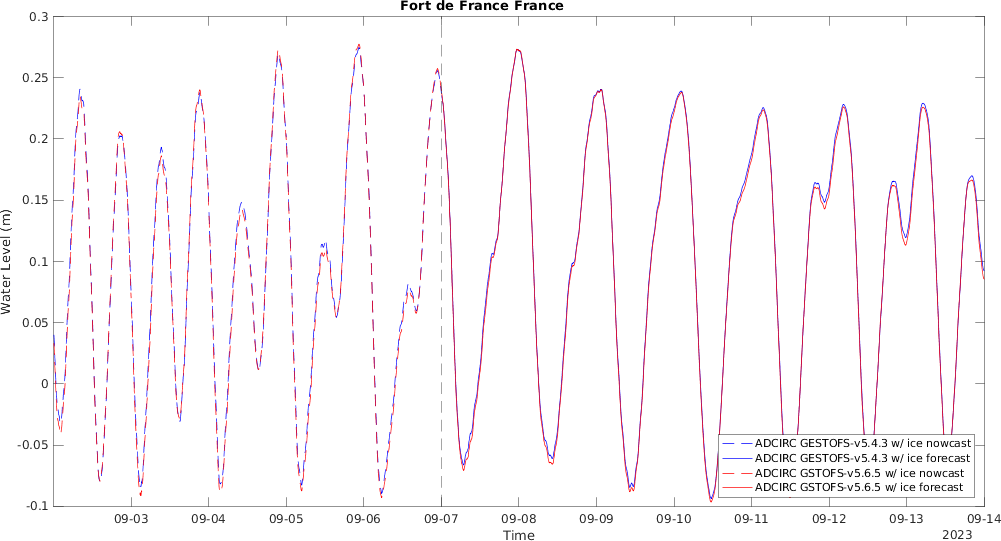 Fort de France France
0.3
0.25
0.2
0.15
0.1
0.05
0
-0.05
-0.1
Water Level (m)
ADCIRC GESTOFS-v5.4.3 w/ ice nowcast
ADCIRC GESTOFS-v5.4.3 w/ ice forecast
ADCIRC GSTOFS-v5.6.5 w/ ice nowcast
ADCIRC GSTOFS-v5.6.5 w/ ice forecast
09-03 09-04 09-05 09-06 09-07 09-08 09-09 09-10 09-11 09-12 09-13 09-14
Time
2023